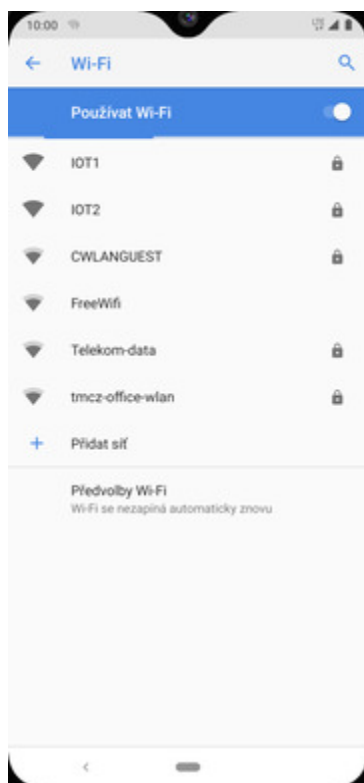 10:00
Wi-Fi
Používat Wi-Fi
IOT1
IOT2
CWLANGUEST
FreeWifi
Telekom-data
tmcz-office-wlan
Přidat síť
Předvolby Wi-Fi
Wi-Fi se nezapíná automaticky znovu